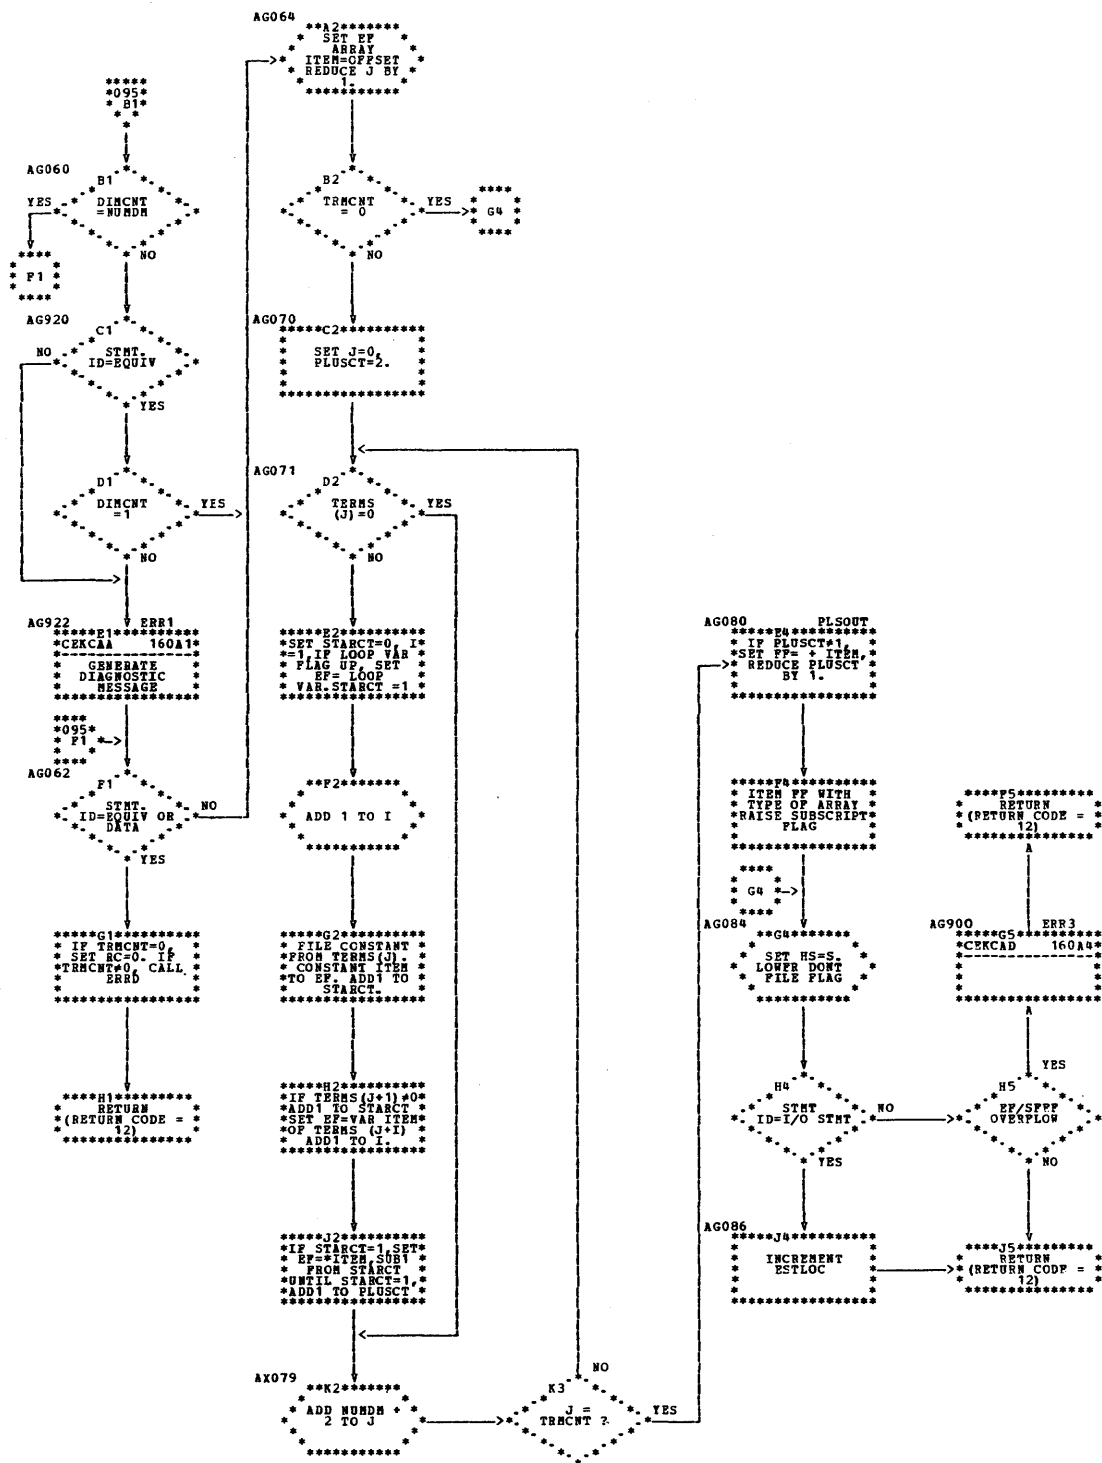 AG064
A2
SET EF
ARRAY
ITEM=OFFSET
REDUCE J BY
1.
095
B1
AG060
B1
DIMCNT
=NUMDM
YES
NO
F1
B2
TRMCNT
= 0
YES
NO
G4
AG920
C1
STMT.
ID=EQUIV
NO
YES
AG070
C2
SET J=0,
PLUSCT=2.
D1
DIMCNT
=1
YES
NO
AG071
D2
TERMS
(J)=0
YES
NO
AG922
E1
ERR1
CEKCAA 160A1
GENERATE
DIAGNOSTIC
MESSAGE
E2
SET STARCT=0, I
=1,IF LOOP VAR
FLAG UP, SET
EF= LOOP
VAR.STARCT =1
AG080
E4
PLSOUT
IF PLUSCT≠1,
SET FF= + ITEM,
REDUCE PLUSCT
BY 1.
095
F1
AG062
F1
STMT.
ID=EQUIV OR
DATA
NO
YES
F2
ADD 1 TO I
F4
ITEM FF WITH
TYPE OF ARRAY
RAISE SUBSCRIPT
FLAG
F5
RETURN
(RETURN CODE =
12)
G4
G1
IF TRMCNT=0,
SET RC=0. IF
TRMCNT≠0, CALL
ERRD
G2
FILE CONSTANT
FROM TERMS(J).
CONSTANT ITEM
TO EF. ADD1 TO
STARCT.
AG084
G4
SET HS=S.
LOWER DONT
FILE FLAG
AG900
G5
ERR3
CEKCAD 160A4
H1
RETURN
(RETURN CODE =
12)
H2
IF TERMS(J+1)≠0
ADD1 TO STARCT
SET EF=VAR ITEM
OF TERMS (J+I)
ADD1 TO I.
H4
STMT
ID=I/O STMT
NO
YES
H5
EF/SPEF
OVERFLOW
YES
NO
J2
IF STARCT=1,SET
EF=*ITEM,SUB1
FROM STARCT
UNTIL STARCT=1,
ADD1 TO PLUSCT
AG086
J4
INCREMENT
ESTLOC
J5
RETURN
(RETURN CODE =
12)
AX079
K2
ADD NUMDM +
2 TO J
K3
J =
TRMCNT ?
NO
YES